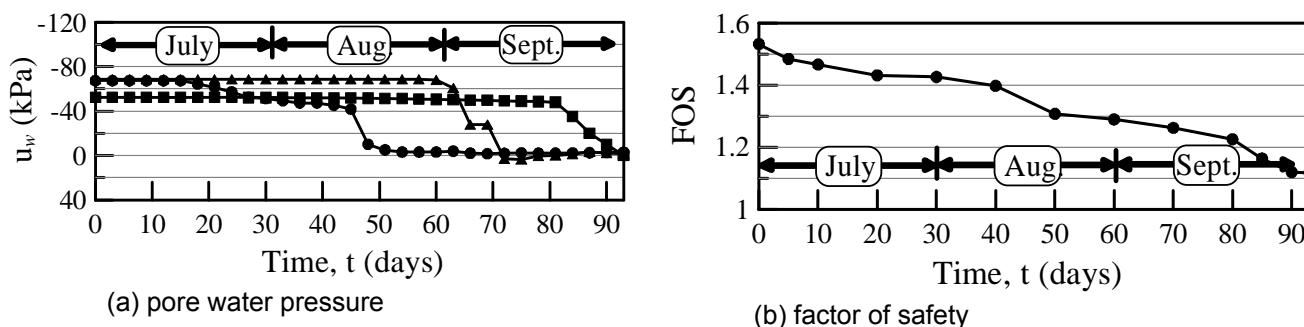 -120
-80
-40
0
40
u_w (kPa)
July
Aug.
Sept.
0 10 20 30 40 50 60 70 80 90
Time, t (days)
(a) pore water pressure
1.6
1.4
1.2
1
FOS
July
Aug.
Sept.
0 10 20 30 40 50 60 70 80 90
Time, t (days)
(b) factor of safety